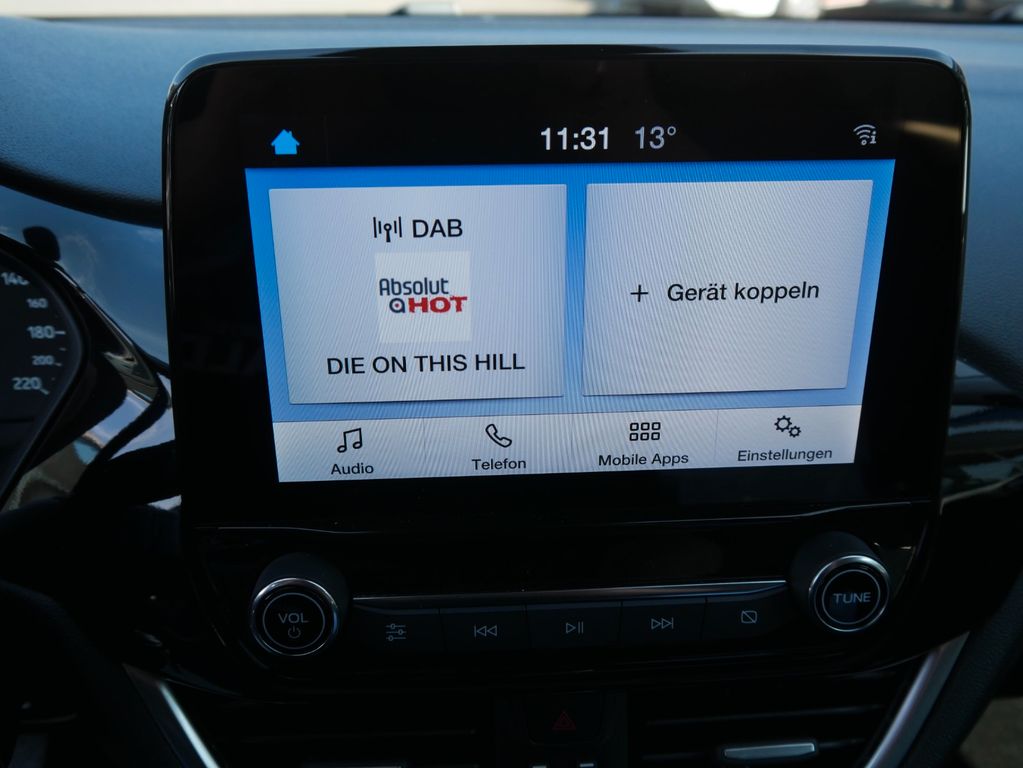 11:31 13°
DAB
Absolut
HOT
DIE ON THIS HILL
+ Gerät koppeln
Audio
Telefon
Mobile Apps
Einstellungen
140
160
180
200
220
VOL
TUNE